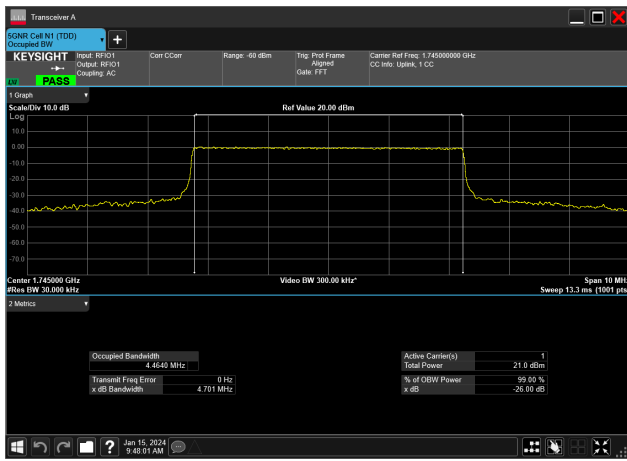 Transceiver A
5GNR Cell N1 (TDD)
Occupied BW
KEYSIGHT
Input: RFIO1
Output: RFIO1
Coupling: AC
Corr CCorr
Range: -60 dBm
Trig: Prot Frame
Aligned
Gate: FFT
Carrier Ref Freq: 1.745000000 GHz
CC Info: Uplink, 1 CC
PASS
1 Graph
Scale/Div 10.0 dB
Ref Value 20.00 dBm
Log
10.0
0.00
-10.0
-20.0
-30.0
-40.0
-50.0
-60.0
-70.0
Center 1.745000 GHz
Video BW 300.00 kHz*
Span 10 MHz
#Res BW 30.000 kHz
Sweep 13.3 ms (1001 pts
2 Metrics
Occupied Bandwidth
4.4640 MHz
Transmit Freq Error 0 Hz
x dB Bandwidth 4.701 MHz
Active Carrier(s) 1
Total Power 21.0 dBm
% of OBW Power 99.00 %
x dB -26.00 dB
Jan 15, 2024
9:48:01 AM